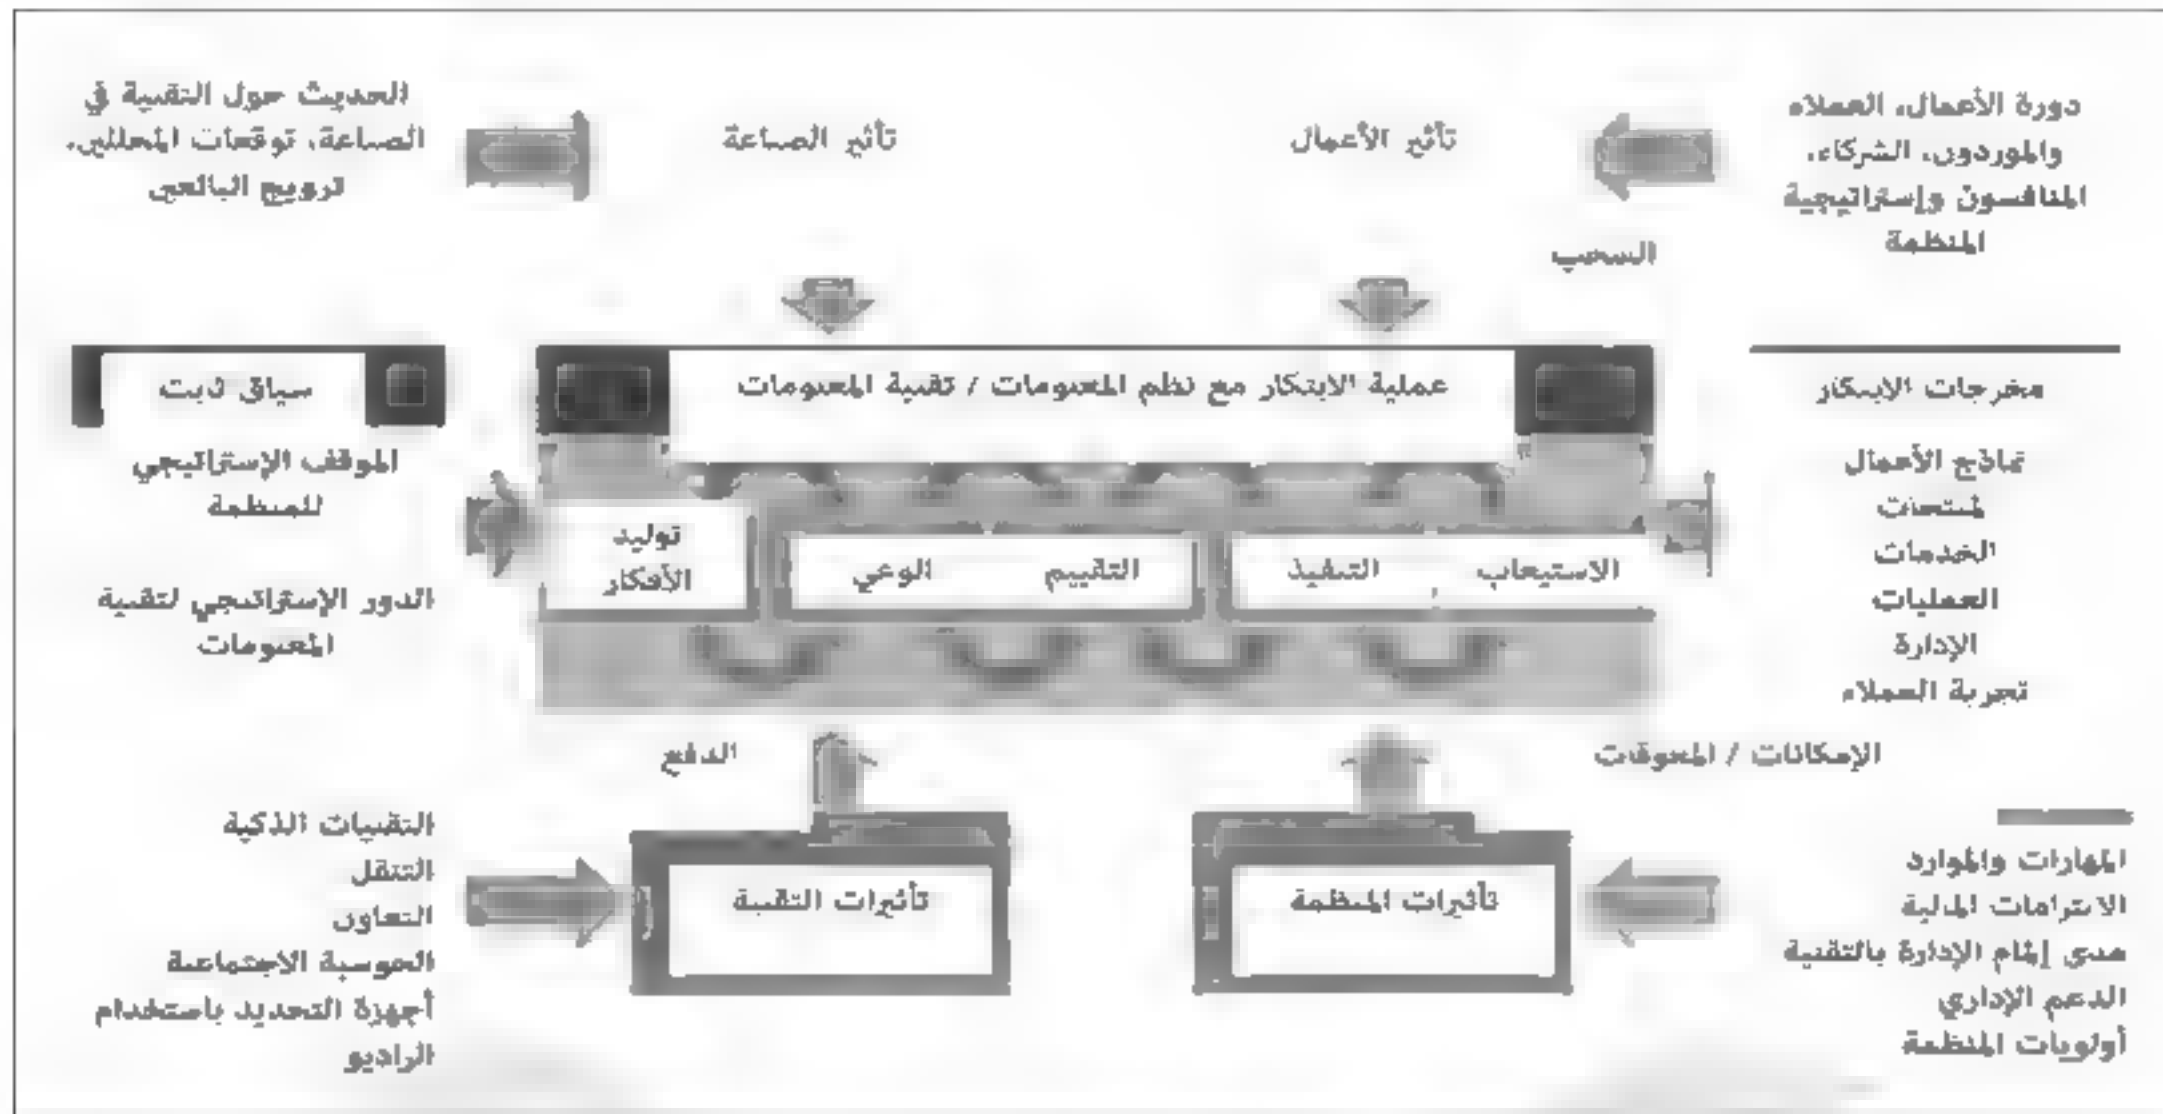 دورة الأعمال، العملاء
والموردون، الشركاء،
المنافسون وإستراتيجية
المنظمة
تأثير الأعمال
تأثير الصناعة
الحديث حول التقنية في
الصناعة، توقعات المحللين،
ترويج البائعين
السحب
مخرجات الابتكار
نماذج الأعمال
المنتجات
الخدمات
العمليات
الإدارة
تجربة العملاء
عملية الابتكار مع نظم المعلومات / تقنية المعلومات
سياق ثابت
الموقف الإستراتيجي
للمنظمة
الدور الإستراتيجي لتقنية
المعلومات
توليد
الأفكار
الوعي
التقييم
التنفيذ
الاستيعاب
الدفع
الإمكانات / المعوقات
المهارات والموارد
الالتزامات المالية
مدى إلمام الإدارة بالتقنية
الدعم الإداري
أولويات المنظمة
تأثيرات المنظمة
تأثيرات التقنية
التقنيات الذكية
التنقل
التعاون
الحوسبة الاجتماعية
أجهزة التحديد باستخدام
الراديو